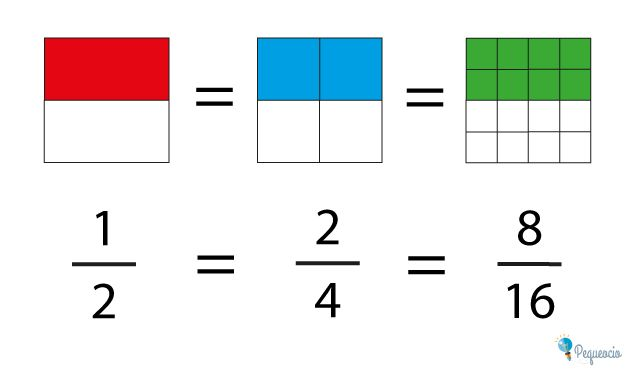 = =
1/2 = 2/4 = 8/16
Pequeocio